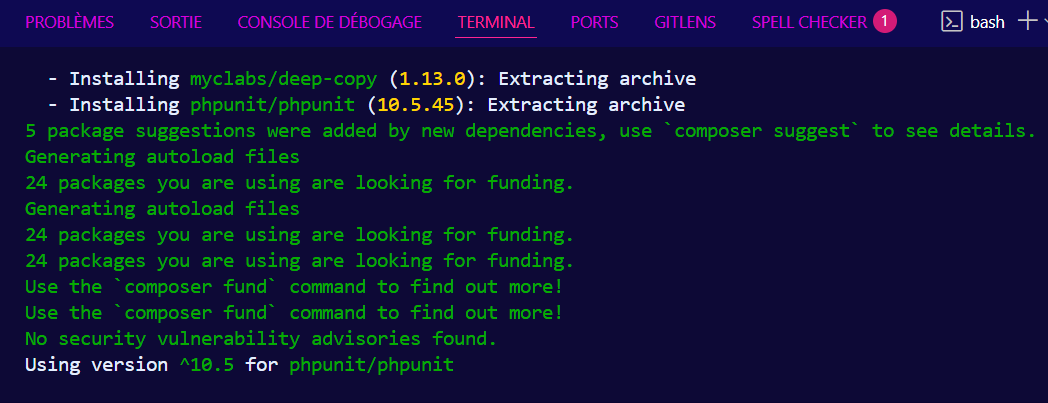 PROBLÈMES SORTIE CONSOLE DE DÉBOGAGE TERMINAL PORTS GITLENS SPELL CHECKER 1 bash
- Installing myclabs/deep-copy (1.13.0): Extracting archive
- Installing phpunit/phpunit (10.5.45): Extracting archive
5 package suggestions were added by new dependencies, use `composer suggest` to see details.
Generating autoload files
24 packages you are using are looking for funding.
Generating autoload files
24 packages you are using are looking for funding.
24 packages you are using are looking for funding.
Use the `composer fund` command to find out more!
Use the `composer fund` command to find out more!
No security vulnerability advisories found.
Using version ^10.5 for phpunit/phpunit